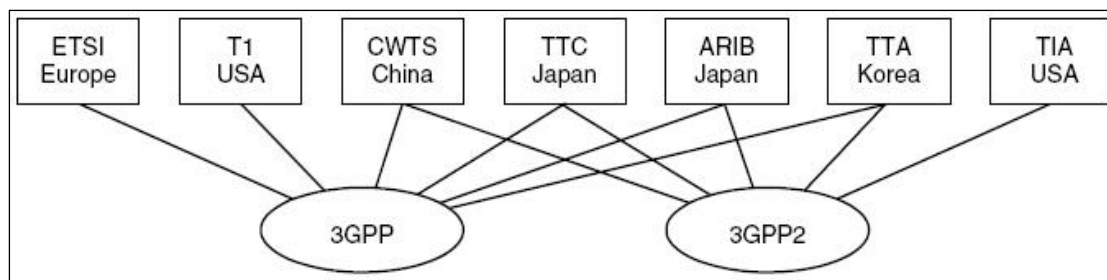 ETSI
Europe
T1
USA
CWTS
China
TTC
Japan
ARIB
Japan
TTA
Korea
TIA
USA
3GPP
3GPP2